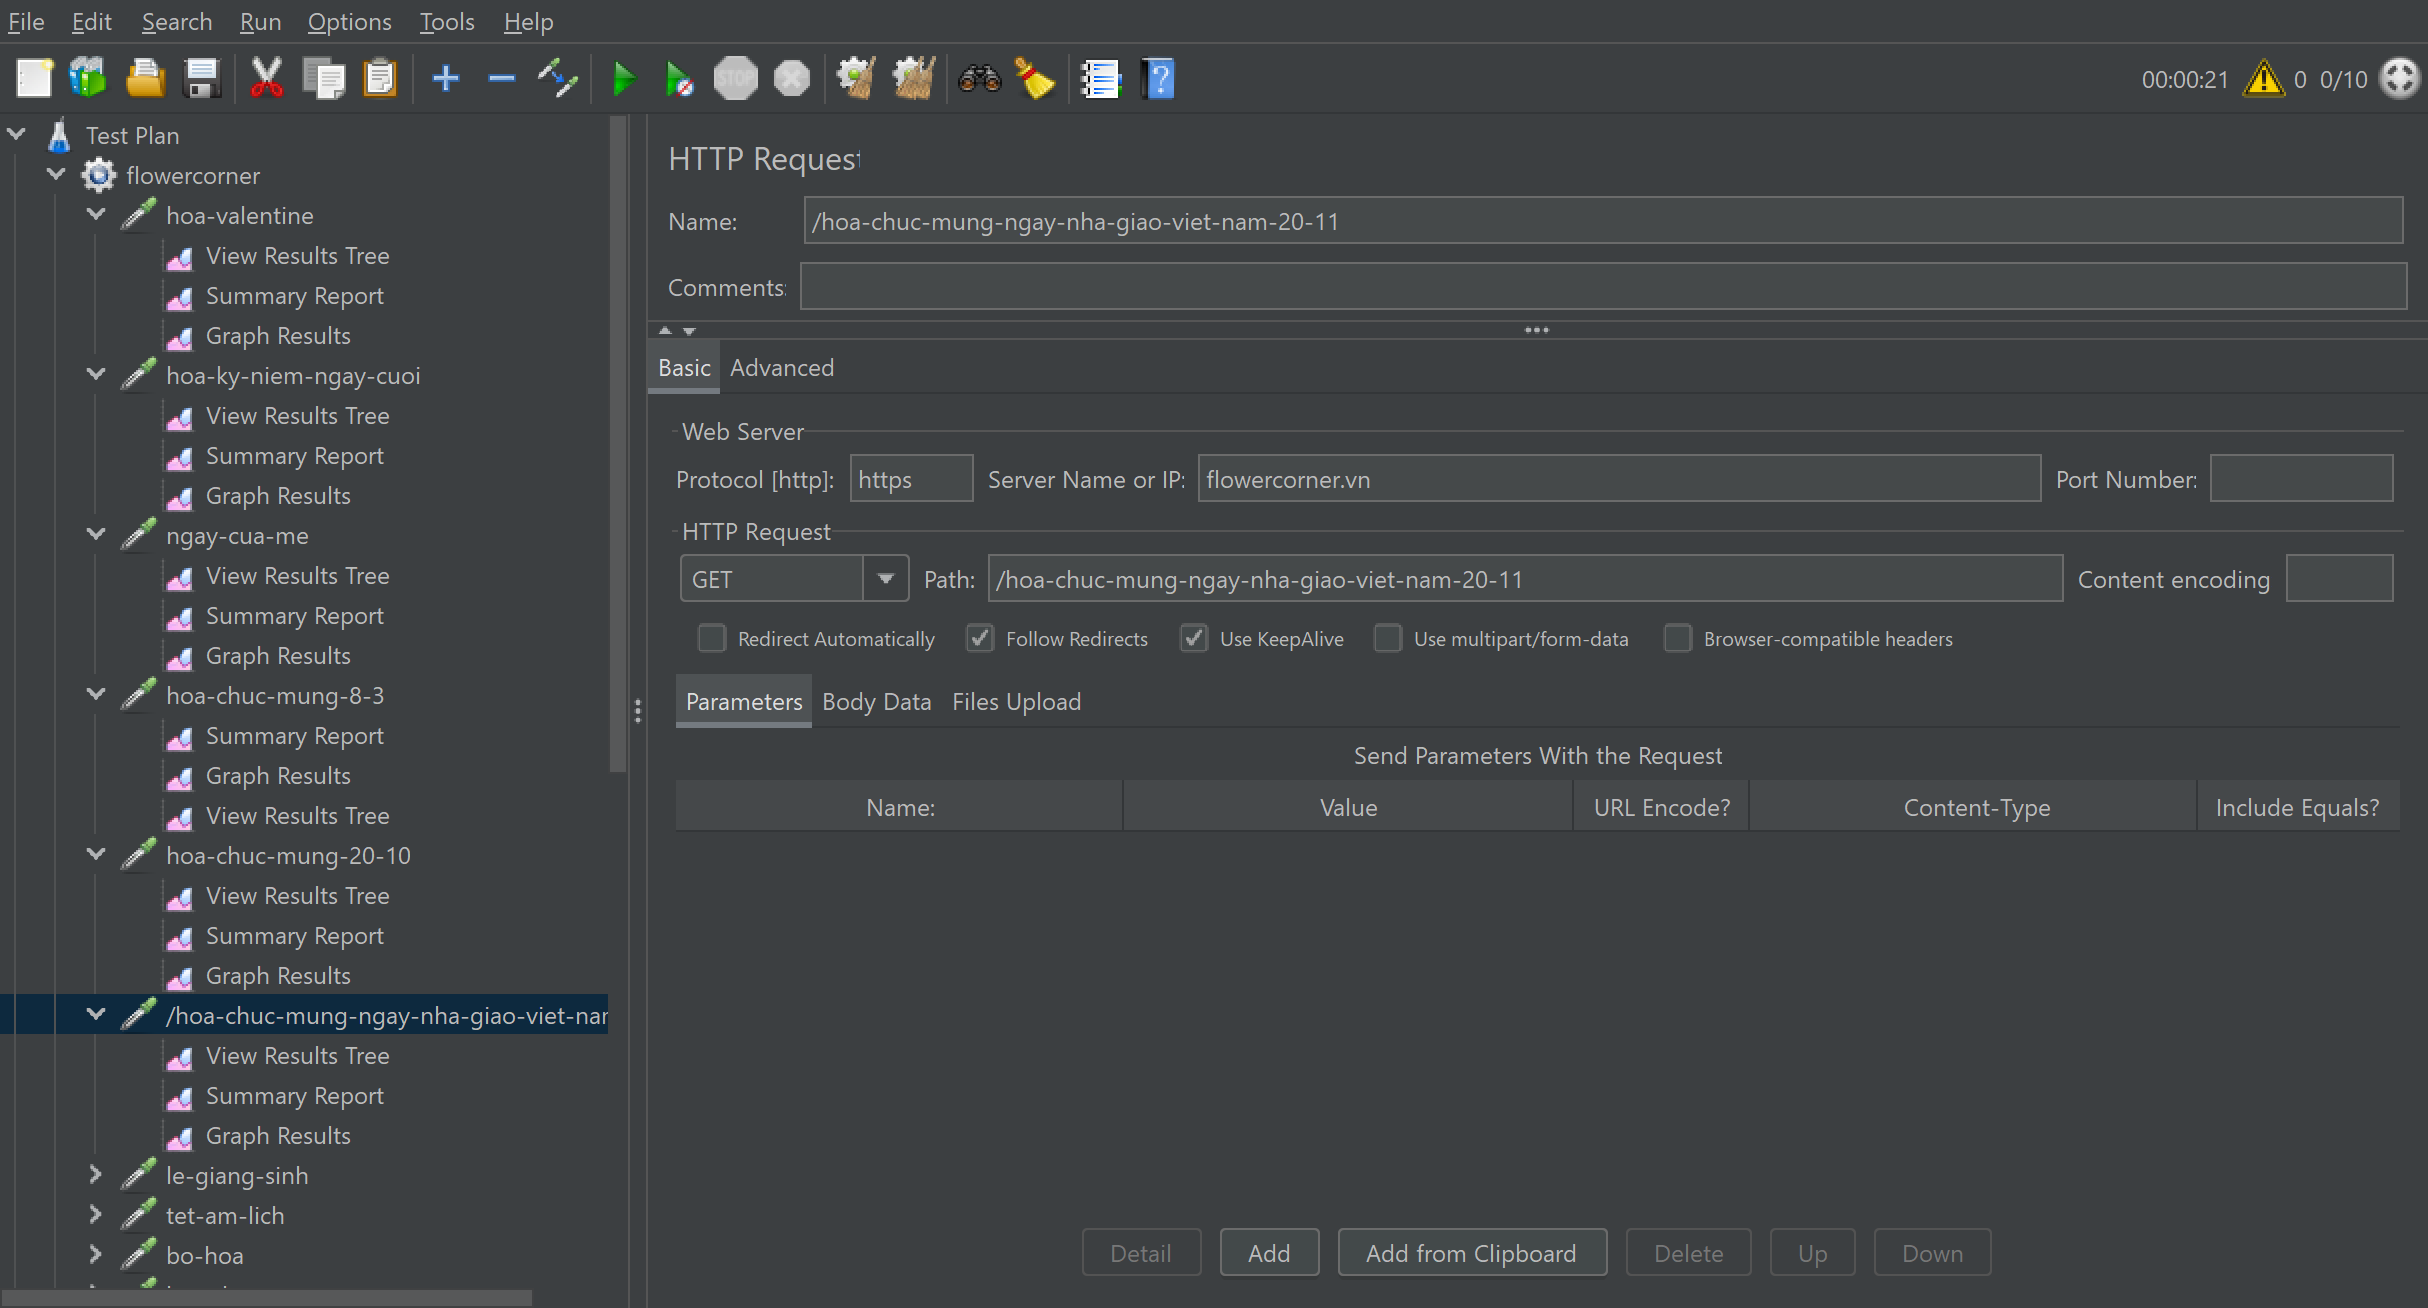 File Edit Search Run Options Tools Help
STOP
00:00:21 0 0/10
Test Plan
flowercorner
hoa-valentine
View Results Tree
Summary Report
Graph Results
hoa-ky-niem-ngay-cuoi
View Results Tree
Summary Report
Graph Results
ngay-cua-me
View Results Tree
Summary Report
Graph Results
hoa-chuc-mung-8-3
Summary Report
Graph Results
View Results Tree
hoa-chuc-mung-20-10
View Results Tree
Summary Report
Graph Results
/hoa-chuc-mung-ngay-nha-giao-viet-nar
View Results Tree
Summary Report
Graph Results
le-giang-sinh
tet-am-lich
bo-hoa
HTTP Request
Name: /hoa-chuc-mung-ngay-nha-giao-viet-nam-20-11
Comments:
Basic Advanced
Web Server
Protocol [http]: https Server Name or IP: flowercorner.vn Port Number:
HTTP Request
GET Path: /hoa-chuc-mung-ngay-nha-giao-viet-nam-20-11 Content encoding
Redirect Automatically Follow Redirects Use KeepAlive Use multipart/form-data Browser-compatible headers
Parameters Body Data Files Upload
Send Parameters With the Request
Name: Value URL Encode? Content-Type Include Equals?
Detail Add Add from Clipboard Delete Up Down